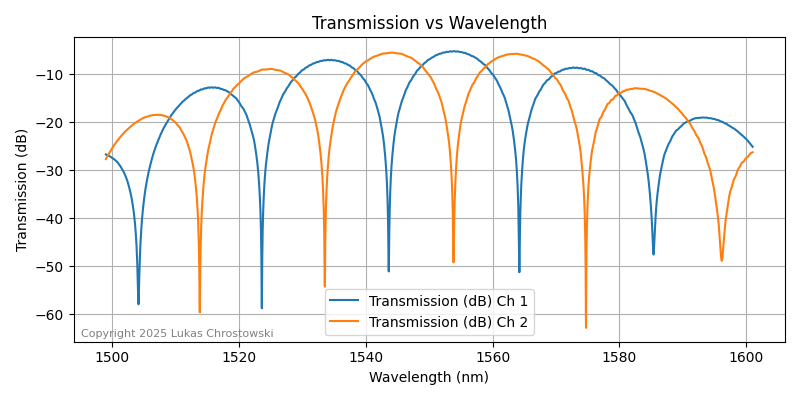 Transmission vs Wavelength
Transmission (dB)
−10
−20
−30
−40
−50
−60
Transmission (dB) Ch 1
Transmission (dB) Ch 2
Copyright 2025 Lukas Chrostowski
1500 1520 1540 1560 1580 1600
Wavelength (nm)